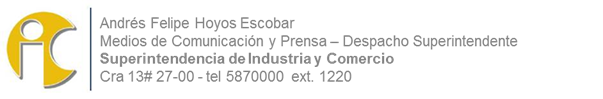 Andrés Felipe Hoyos Escobar
Medios de Comunicación y Prensa – Despacho Superintendente
Superintendencia de Industria y Comercio
Cra 13# 27-00 - tel 5870000 ext. 1220